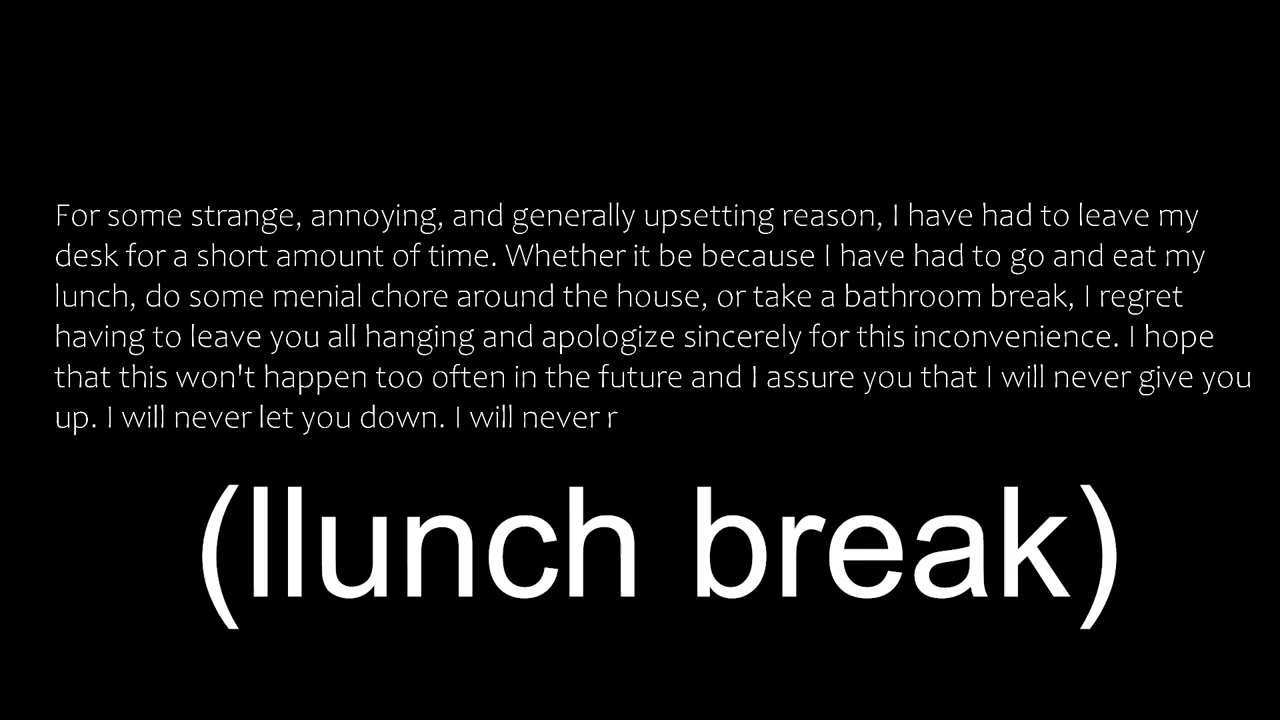 For some strange, annoying, and generally upsetting reason, I have had to leave my
desk for a short amount of time. Whether it be because I have had to go and eat my
lunch, do some menial chore around the house, or take a bathroom break, I regret
having to leave you all hanging and apologize sincerely for this inconvenience. I hope
that this won't happen too often in the future and I assure you that I will never give you
up. I will never let you down. I will never r
(llunch break)